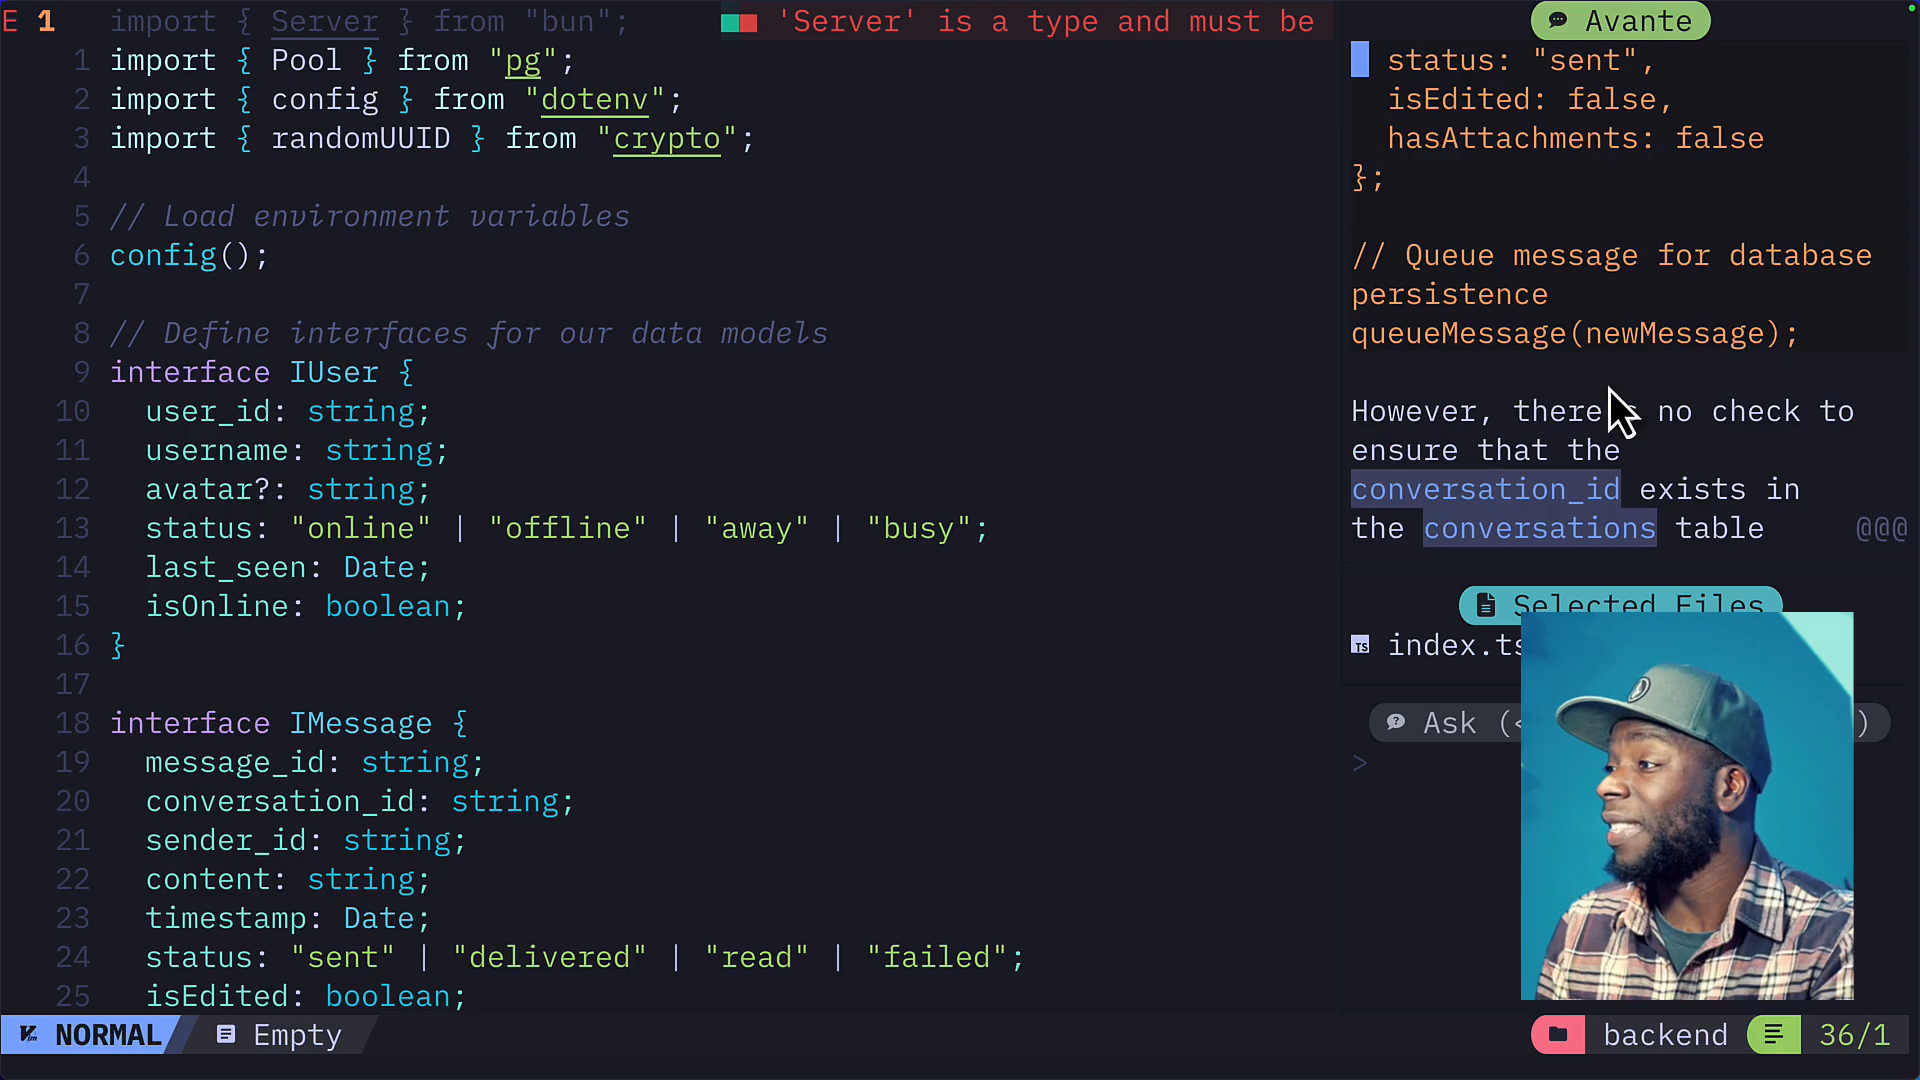 E 1 import { Server } from "bun"; 'Server' is a type and must be
1 import { Pool } from "pg";
2 import { config } from "dotenv";
3 import { randomUUID } from "crypto";
4
5 // Load environment variables
6 config();
7
8 // Define interfaces for our data models
9 interface IUser {
10 user_id: string;
11 username: string;
12 avatar?: string;
13 status: "online" | "offline" | "away" | "busy";
14 last_seen: Date;
15 isOnline: boolean;
16 }
17
18 interface IMessage {
19 message_id: string;
20 conversation_id: string;
21 sender_id: string;
22 content: string;
23 timestamp: Date;
24 status: "sent" | "delivered" | "read" | "failed";
25 isEdited: boolean;
Avante
status: "sent",
isEdited: false,
hasAttachments: false
};
// Queue message for database
persistence
queueMessage(newMessage);
However, there's no check to
ensure that the
conversation_id exists in
the conversations table @@@
Selected Files
TS index.ts
Ask (< )
>
NORMAL Empty backend 36/1